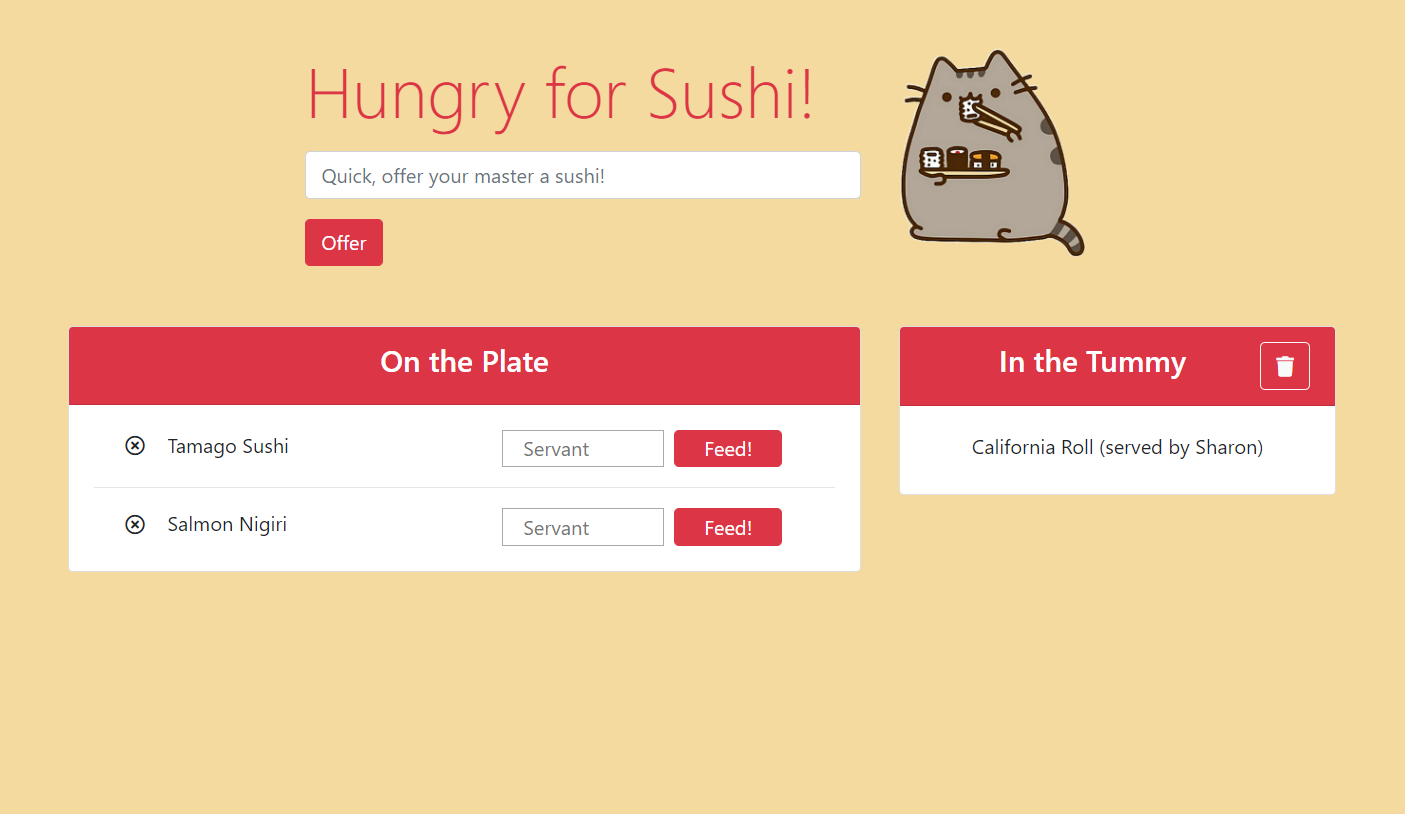 Hungry for Sushi!
Quick, offer your master a sushi!
Offer
On the Plate
Tamago Sushi
Servant
Feed!
Salmon Nigiri
Servant
Feed!
In the Tummy
California Roll (served by Sharon)